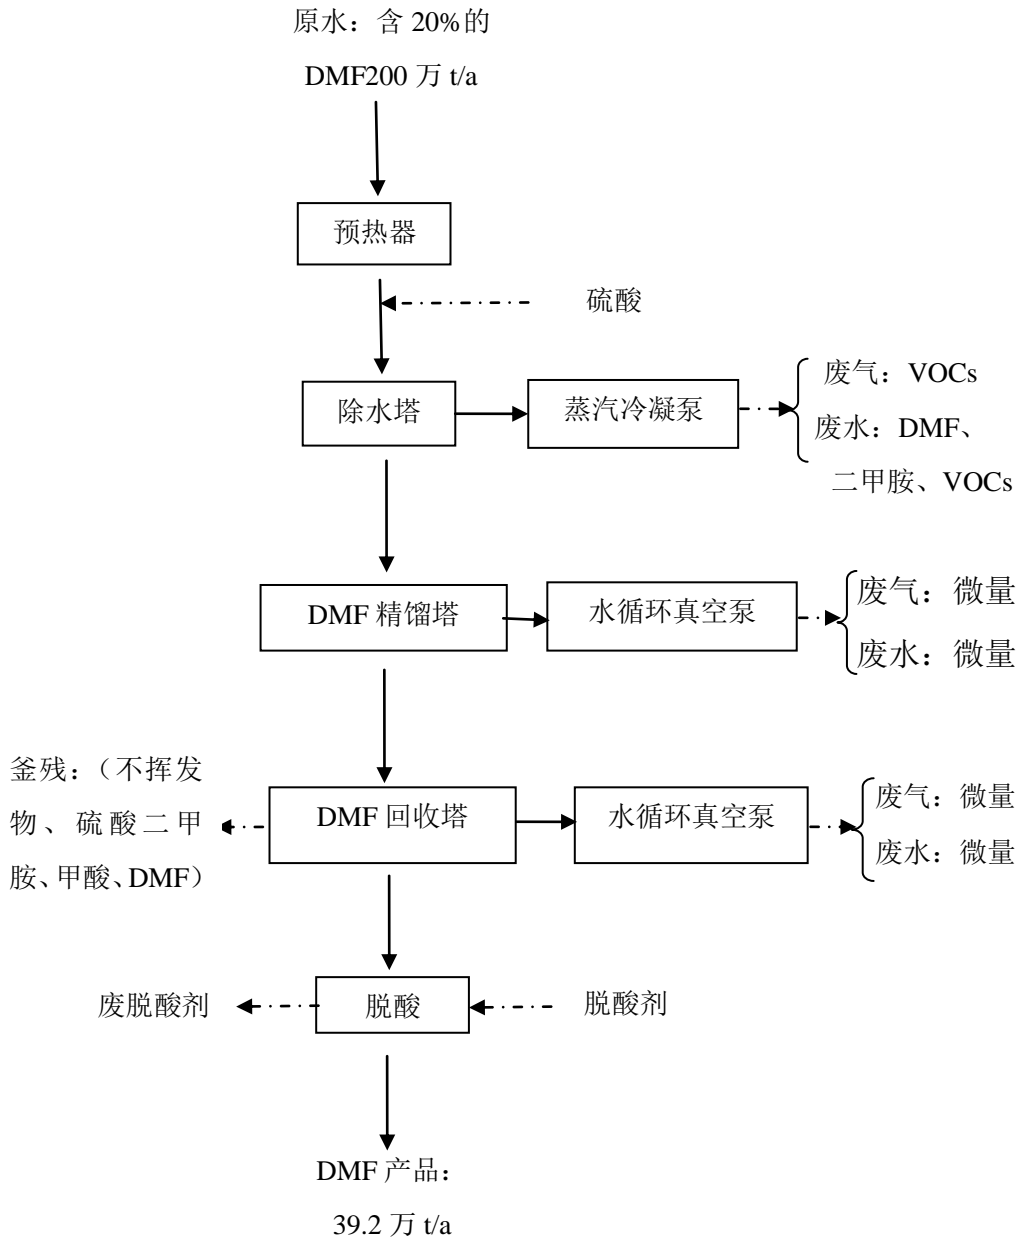 原水：含 20%的
DMF200 万 t/a
预热器
硫酸
除水塔
蒸汽冷凝泵
废气：VOCs
废水：DMF、
二甲胺、VOCs
DMF 精馏塔
水循环真空泵
废气：微量
废水：微量
釜残：（不挥发
物、硫酸二甲
胺、甲酸、DMF）
DMF 回收塔
水循环真空泵
废气：微量
废水：微量
废脱酸剂
脱酸
脱酸剂
DMF 产品：
39.2 万 t/a